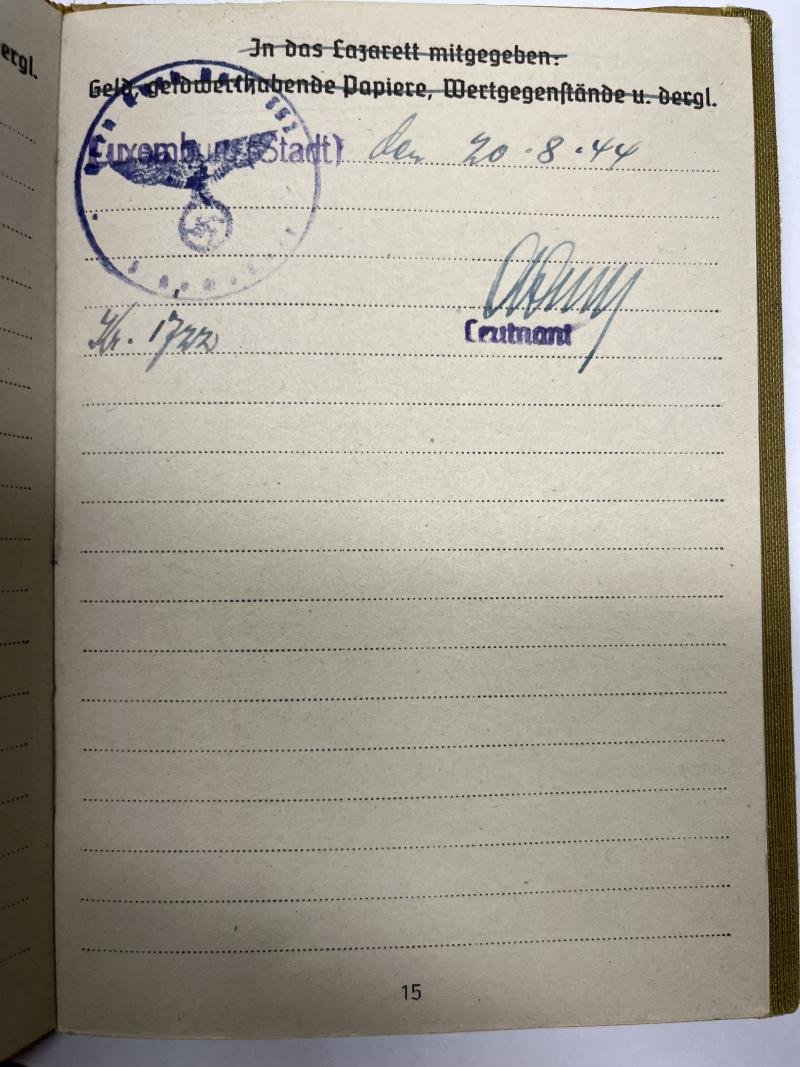 ergl.
In das Lazarett mitgegeben:
Geld, geldwerthabende Papiere, Wertgegenstände u. dergl.
Luxemburg (Stadt) den 20.8.44
Leutnant
1722
15